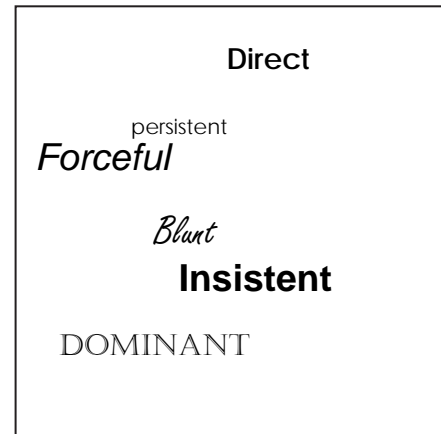 Direct
persistent
Forceful
Blunt
Insistent
DOMINANT